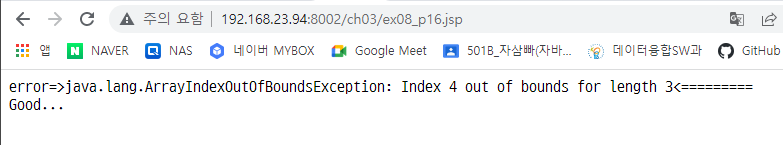 주의 요함 192.168.23.94:8002/ch03/ex08_p16.jsp
앱 NAVER NAS 네이버 MYBOX Google Meet 501B_자삼빠(자바... 데이터융합SW과 GitHub
error=>java.lang.ArrayIndexOutOfBoundsException: Index 4 out of bounds for length 3<=========
Good...